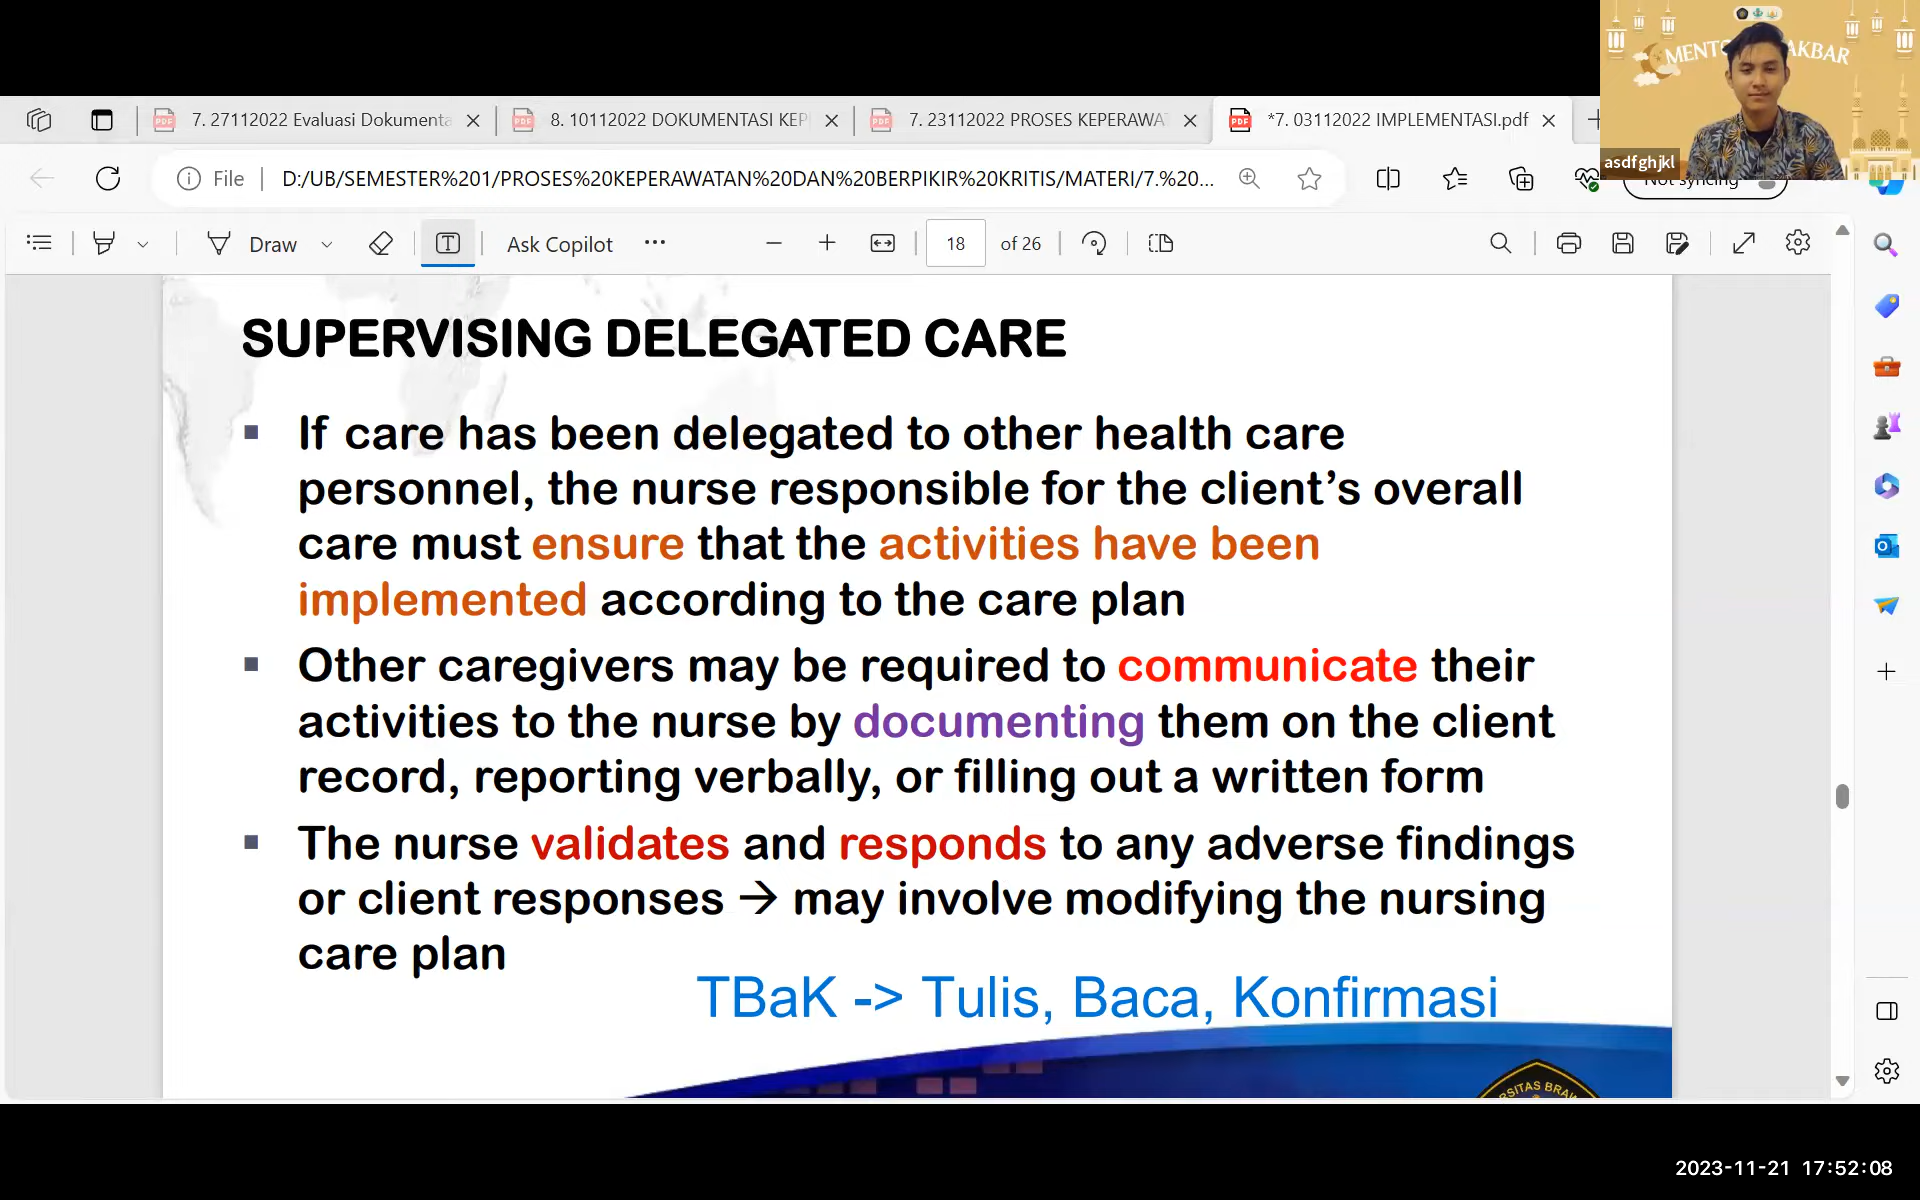 MENTO AKBAR
asdfghjkl
7. 27112022 Evaluasi Dokumenta
8. 10112022 DOKUMENTASI KEP
7. 23112022 PROSES KEPERAWAT
*7. 03112022 IMPLEMENTASI.pdf
File
D:/UB/SEMESTER%201/PROSES%20KEPERAWATAN%20DAN%20BERPIKIR%20KRITIS/MATERI/7.%20...
Not syncing
Draw
Ask Copilot
18
of 26
SUPERVISING DELEGATED CARE
▪ If care has been delegated to other health care
personnel, the nurse responsible for the client’s overall
care must ensure that the activities have been
implemented according to the care plan
▪ Other caregivers may be required to communicate their
activities to the nurse by documenting them on the client
record, reporting verbally, or filling out a written form
▪ The nurse validates and responds to any adverse findings
or client responses → may involve modifying the nursing
care plan
TBaK -> Tulis, Baca, Konfirmasi
RSITAS BRAW
2023-11-21 17:52:08